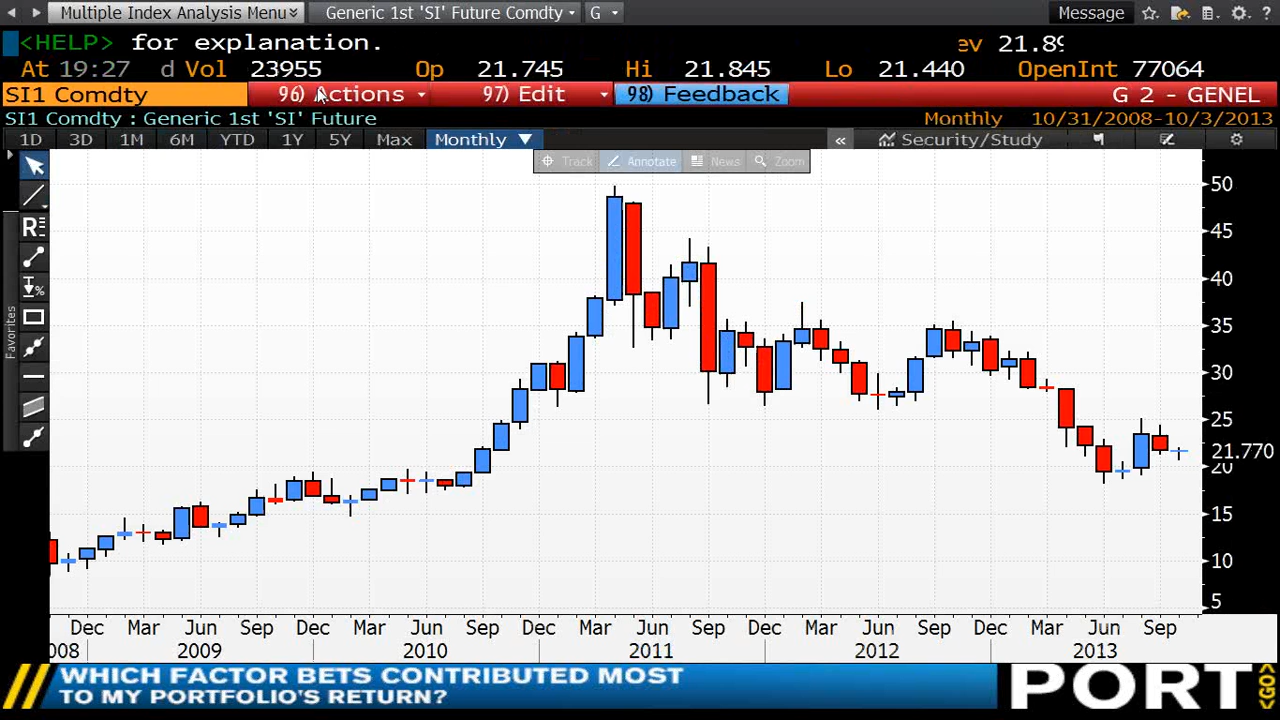 Multiple Index Analysis Menu Generic 1st 'SI' Future Comdty G Message
<HELP> for explanation. ev 21.89
At 19:27 d Vol 23955 Op 21.745 Hi 21.845 Lo 21.440 OpenInt 77064
SI1 Comdty 96) Actions 97) Edit 98) Feedback G 2 - GENEL
SI1 Comdty : Generic 1st 'SI' Future Monthly 10/31/2008-10/3/2013
1D 3D 1M 6M YTD 1Y 5Y Max Monthly ▼ « Security/Study
Track Annotate News Zoom
R
%
Favorites
50
45
40
35
30
25
21.770
20
15
10
5
Dec Mar Jun Sep Dec Mar Jun Sep Dec Mar Jun Sep Dec Mar Jun Sep Dec Mar Jun Sep
008 2009 2010 2011 2012 2013
WHICH FACTOR BETS CONTRIBUTED MOST
TO MY PORTFOLIO'S RETURN?
PORT <GO>